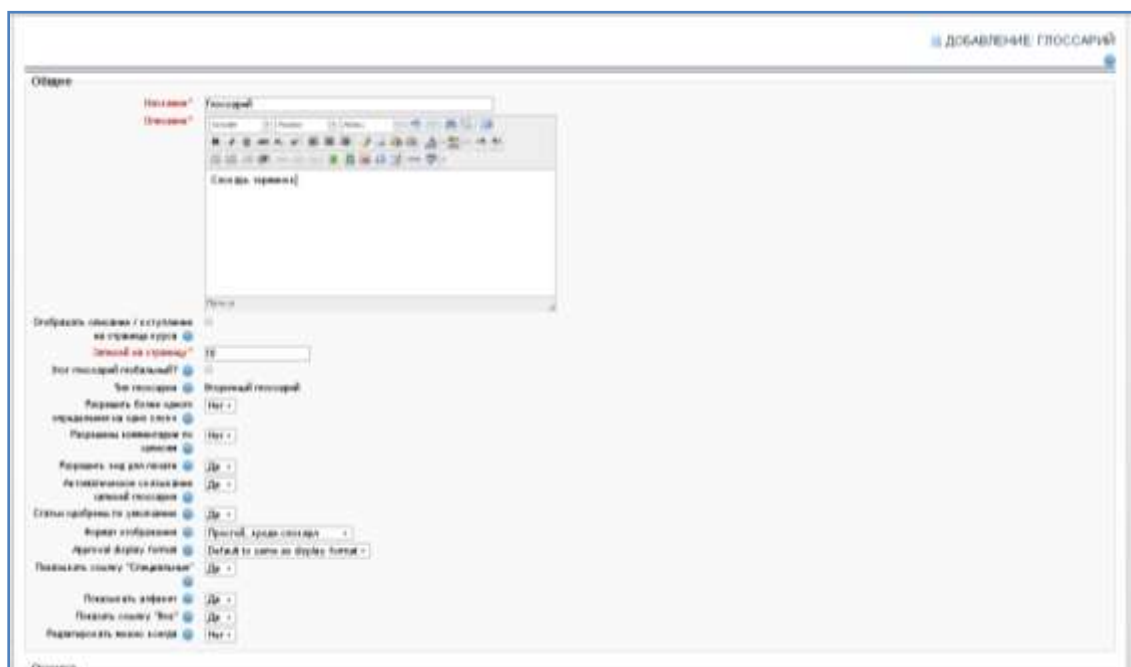 ДОБАВЛЕНИЕ: ГЛОССАРИЙ
Общее
Название*
Глоссарий
Описание*
Словарь терминов
Отображать описание / вступление
на странице курса
Записей на страницу*
10
Этот глоссарий глобальный?
Тип глоссария
Вторичный глоссарий
Разрешить более одного
определения на одно слово
Нет
Разрешены комментарии по
записям
Нет
Разрешить вид для печати
Да
Автоматическое связывание
записей глоссария
Да
Статьи одобрены по умолчанию
Да
Формат отображения
Простой, вроде словаря
Approval display format
Default to same as display format
Показывать ссылку "Специальные"
Да
Показывать алфавит
Да
Показать ссылку "Все"
Да
Редактировать можно всегда
Нет